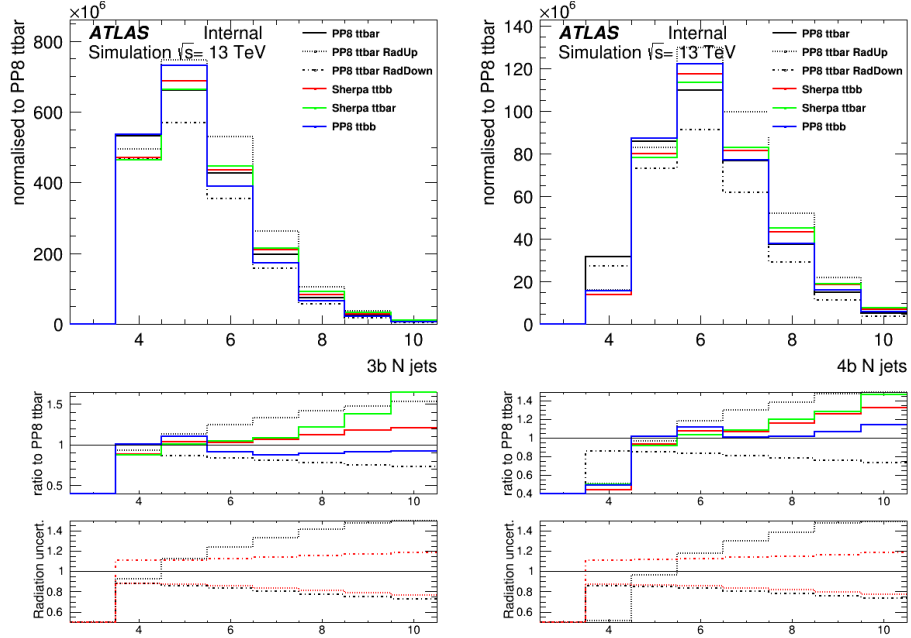 ×10⁶
ATLAS Internal
Simulation √s= 13 TeV
PP8 ttbar
PP8 ttbar RadUp
PP8 ttbar RadDown
Sherpa ttbb
Sherpa ttbar
PP8 ttbb
normalised to PP8 ttbar
800
600
400
200
0
4 6 8 10
3b N jets
ratio to PP8 ttbar
1.5
1
0.5
4 6 8 10
Radiation uncert.
1.4
1.2
1
0.8
0.6
4 6 8 10
×10⁶
ATLAS Internal
Simulation √s= 13 TeV
PP8 ttbar
PP8 ttbar RadUp
PP8 ttbar RadDown
Sherpa ttbb
Sherpa ttbar
PP8 ttbb
normalised to PP8 ttbar
140
120
100
80
60
40
20
0
4 6 8 10
4b N jets
ratio to PP8 ttbar
1.4
1.2
1
0.8
0.6
0.4
4 6 8 10
Radiation uncert.
1.4
1.2
1
0.8
0.6
4 6 8 10